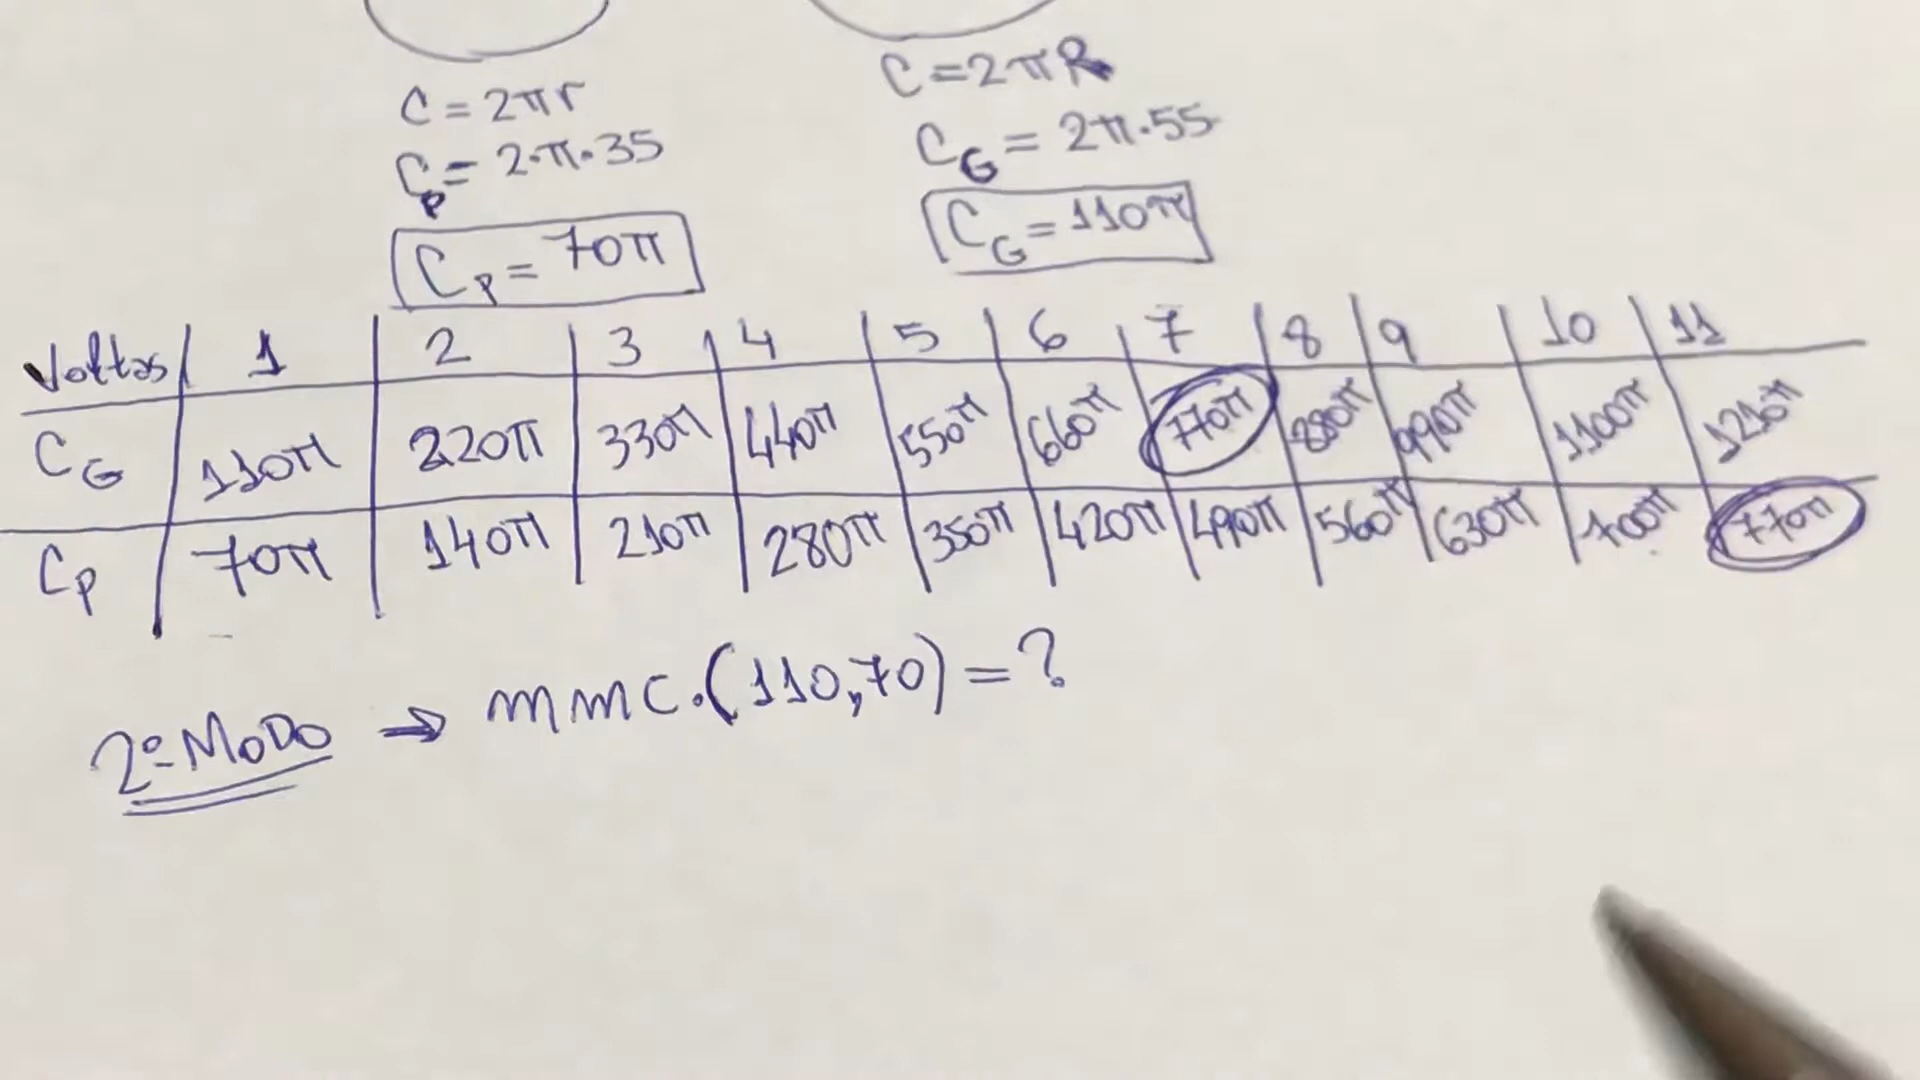 C = 2πr
Cp = 2.π.35
Cp = 70π
C = 2πR
CG = 2π.55
CG = 110π
Voltas 1 2 3 4 5 6 7 8 9 10 11
CG 110π 220π 330π 440π 550π 660π 770π 880π 990π 1100π 1210π
Cp 70π 140π 210π 280π 350π 420π 490π 560π 630π 700π 770π
2º MODO → mmc.(110,70) = ?